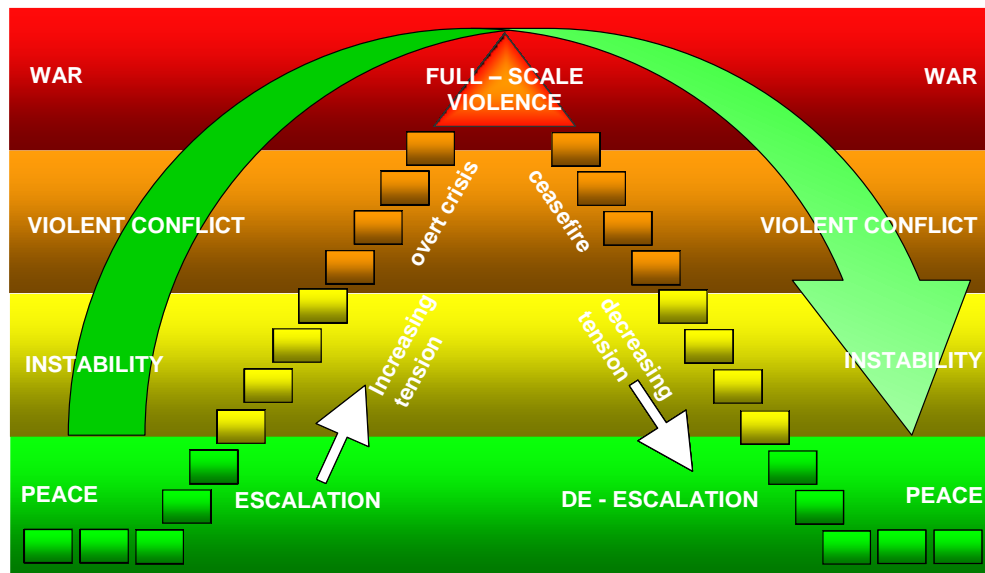 WAR
FULL – SCALE
VIOLENCE
WAR
VIOLENT CONFLICT
overt crisis
ceasefire
VIOLENT CONFLICT
INSTABILITY
Increasing
tension
decreasing
tension
INSTABILITY
PEACE
ESCALATION
DE - ESCALATION
PEACE